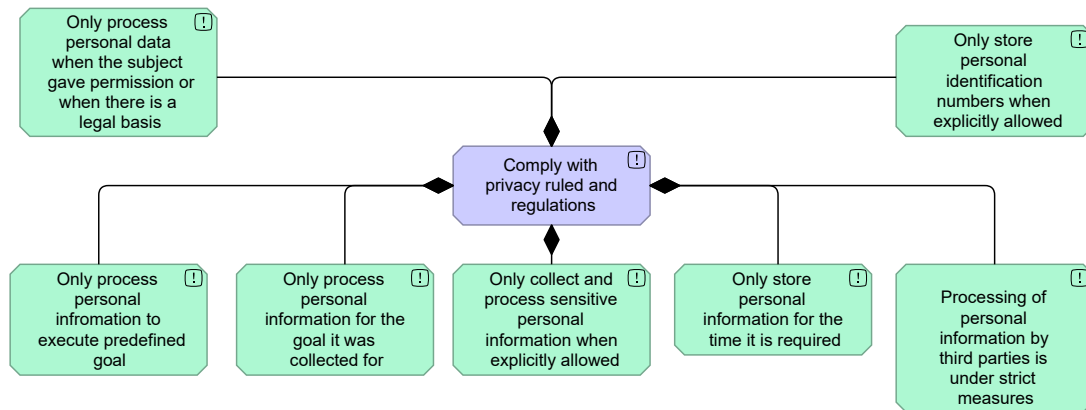 Only process
personal data
when the subject
gave permission or
when there is a
legal basis
!
Only store
personal
identification
numbers when
explicitly allowed
!
Comply with
privacy ruled and
regulations
!
Only process
personal
infromation to
execute predefined
goal
!
Only process
personal
information for the
goal it was
collected for
!
Only collect and
process sensitive
personal
information when
explicitly allowed
!
Only store
personal
information for the
time it is required
!
Processing of
personal
information by
third parties is
under strict
measures
!